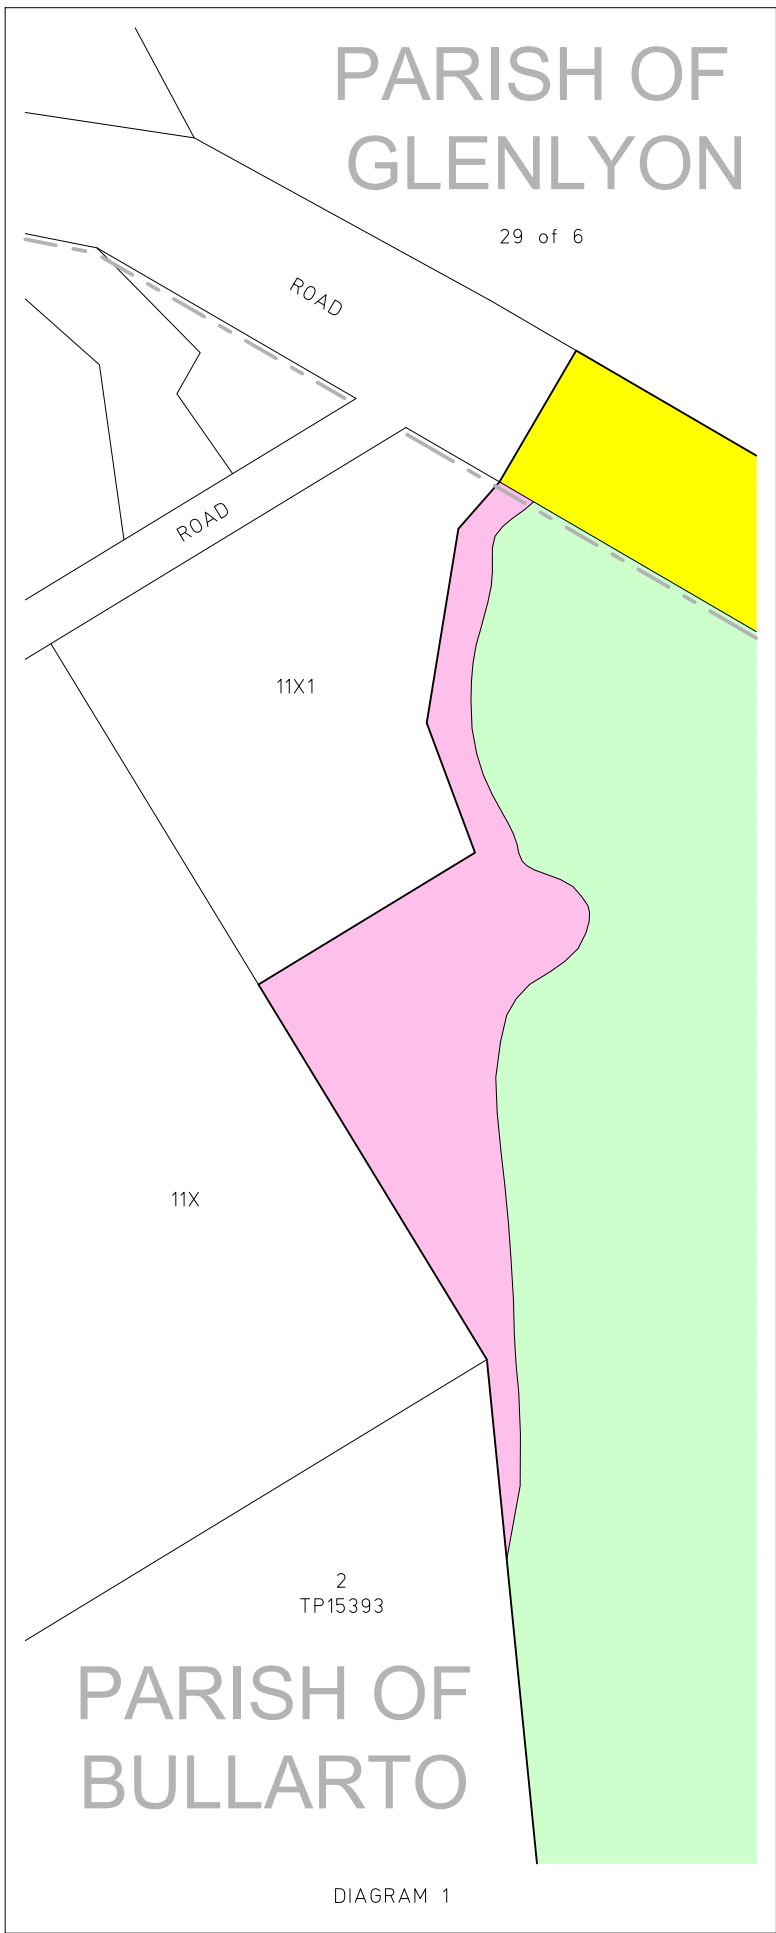 PARISH OF
GLENLYON
29 of 6
ROAD
ROAD
11X1
11X
2
TP15393
PARISH OF
BULLARTO
DIAGRAM 1